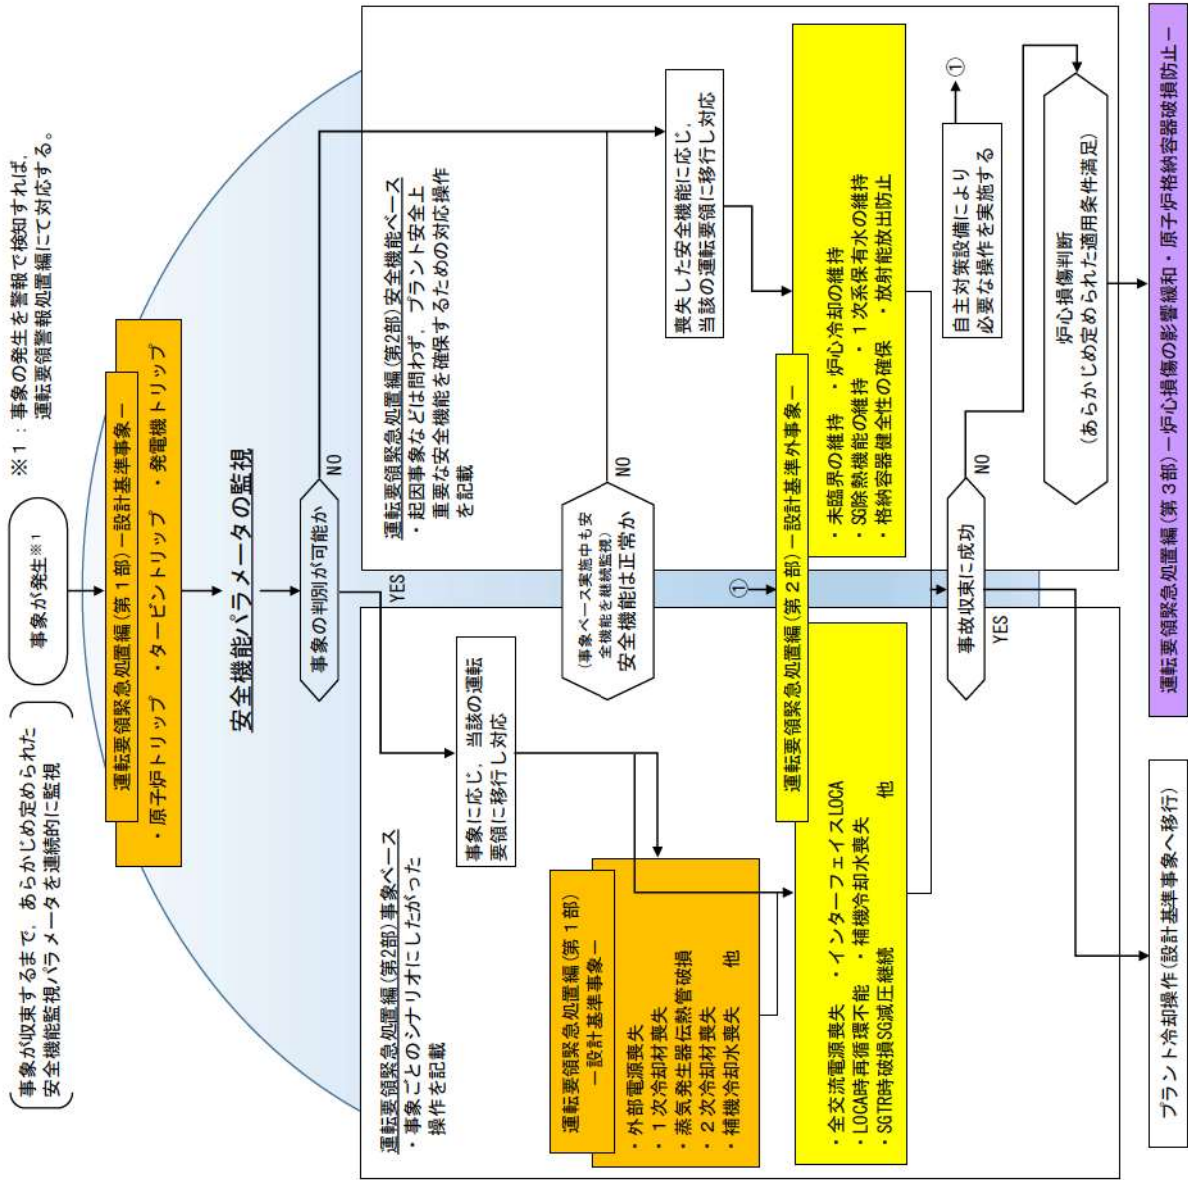 事象が収束するまで，あらかじめ定められた
安全機能監視パラメータを連続的に監視
事象が発生※1
※1：事象の発生を警報で検知すれば，
運転要領警報処置編にて対応する。
運転要領緊急処置編(第１部)－設計基準事象－
・原子炉トリップ ・タービントリップ ・発電機トリップ
安全機能パラメータの監視
事象の判別が可能か
NO
YES
運転要領緊急処置編(第2部)事象ベース
・事象ごとのシナリオにしたがった
操作を記載
運転要領緊急処置編(第2部)安全機能ベース
・起因事象などは問わず，プラント安全上
重要な安全機能を確保するための対応操作
を記載
事象に応じ，当該の運転
要領に移行し対応
(事象ベース実施中も安
全機能を継続監視)
安全機能は正常か
NO
喪失した安全機能に応じ，
当該の運転要領に移行し対応
運転要領緊急処置編(第１部)
－設計基準事象－
・外部電源喪失
・１次冷却材喪失
・蒸気発生器伝熱管破損
・２次冷却材喪失
・補機冷却水喪失 他
①
運転要領緊急処置編(第２部)－設計基準外事象－
・全交流電源喪失 ・インターフェイスLOCA
・LOCA時再循環不能 ・補機冷却水喪失
・SGTR時破損SG減圧継続 他
・未臨界の維持 ・炉心冷却の維持
・SG除熱機能の維持 ・１次系保有水の維持
・格納容器健全性の確保 ・放射能放出防止
事故収束に成功
NO
YES
自主対策設備により
必要な操作を実施する
①
炉心損傷判断
(あらかじめ定められた適用条件満足)
プラント冷却操作(設計基準事象へ移行)
運転要領緊急処置編(第３部)－炉心損傷の影響緩和・原子炉格納容器破損防止－